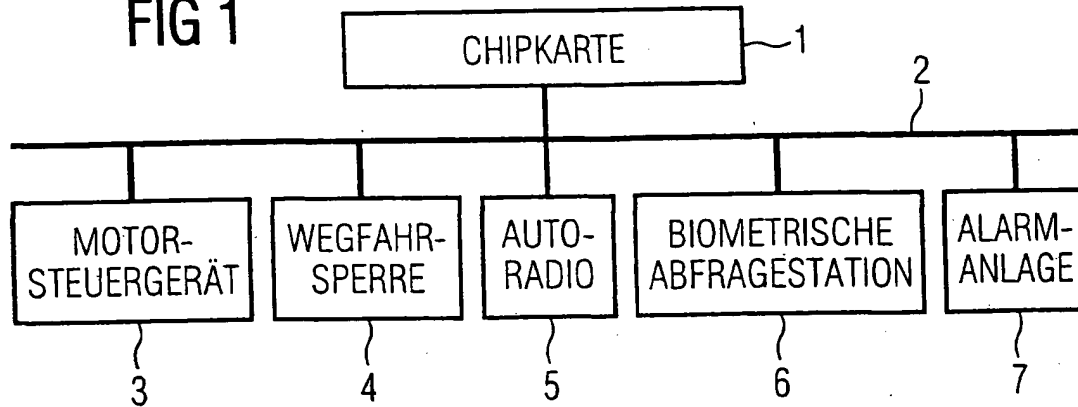 FIG 1
CHIPKARTE
1
2
MOTOR-
STEUERGERÄT
WEGFAHR-
SPERRE
AUTO-
RADIO
BIOMETRISCHE
ABFRAGESTATION
ALARM-
ANLAGE
3
4
5
6
7